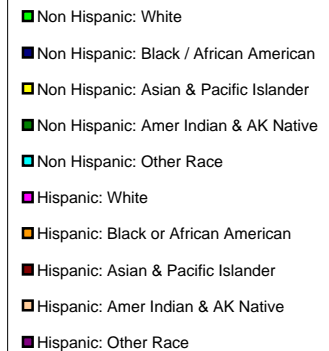 Non Hispanic: White
Non Hispanic: Black / African American
Non Hispanic: Asian & Pacific Islander
Non Hispanic: Amer Indian & AK Native
Non Hispanic: Other Race
Hispanic: White
Hispanic: Black or African American
Hispanic: Asian & Pacific Islander
Hispanic: Amer Indian & AK Native
Hispanic: Other Race